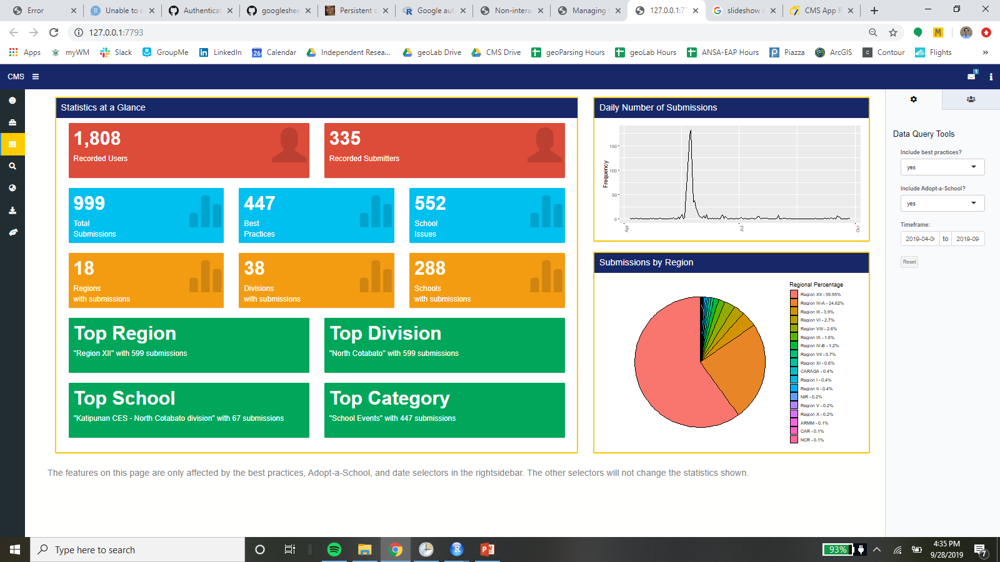 Error
Unable to c
Authenticat
googleshee
Persistent d
Google aut
Non-intera
Managing
127.0.0.1:77
slideshow i
CMS App R
127.0.0.1:7793
Apps
myWM
Slack
GroupMe
LinkedIn
26
Calendar
Independent Resea...
geoLab Drive
CMS Drive
geoParsing Hours
geoLab Hours
ANSA-EAP Hours
Piazza
ArcGIS
Contour
Flights
»
CMS
1
Statistics at a Glance
1,808
Recorded Users
335
Recorded Submitters
999
Total
Submissions
447
Best
Practices
552
School
Issues
18
Regions
with submissions
38
Divisions
with submissions
288
Schools
with submissions
Top Region
"Region XII" with 599 submissions
Top Division
"North Cotabato" with 599 submissions
Top School
"Katipunan CES - North Cotabato division" with 67 submissions
Top Category
"School Events" with 447 submissions
Daily Number of Submissions
Frequency
150
100
50
0
Apr
Jul
Oct
Submissions by Region
Regional Percentage
Region XII - 59.95%
Region IV-A - 24.62%
Region III - 3.9%
Region VI - 2.7%
Region VIII - 2.6%
Region IX - 1.6%
Region IV-B - 1.2%
Region VII - 0.7%
Region XI - 0.6%
CARAGA - 0.4%
Region I - 0.4%
Region II - 0.4%
NIR - 0.2%
Region V - 0.2%
Region X - 0.2%
ARMM - 0.1%
CAR - 0.1%
NCR - 0.1%
Data Query Tools
Include best practices?
yes
Include Adopt-a-School?
yes
Timeframe:
2019-04-0 to 2019-09
Reset
The features on this page are only affected by the best practices, Adopt-a-School, and date selectors in the rightsidebar. The other selectors will not change the statistics shown.
Type here to search
93%
4:35 PM
9/28/2019
7